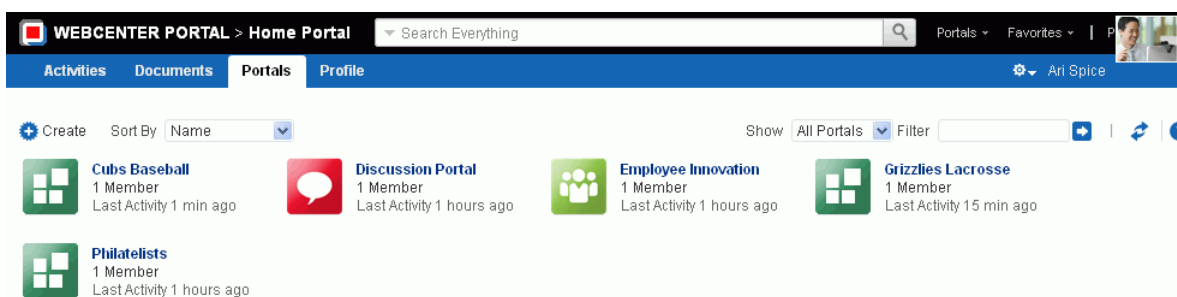 WEBCENTER PORTAL > Home Portal Search Everything Portals Favorites | P
Activities Documents Portals Profile Ari Spice
Create Sort By Name Show All Portals Filter
Cubs Baseball Discussion Portal Employee Innovation Grizzlies Lacrosse
1 Member 1 Member 1 Member 1 Member
Last Activity 1 min ago Last Activity 1 hours ago Last Activity 1 hours ago Last Activity 15 min ago
Philatelists
1 Member
Last Activity 1 hours ago